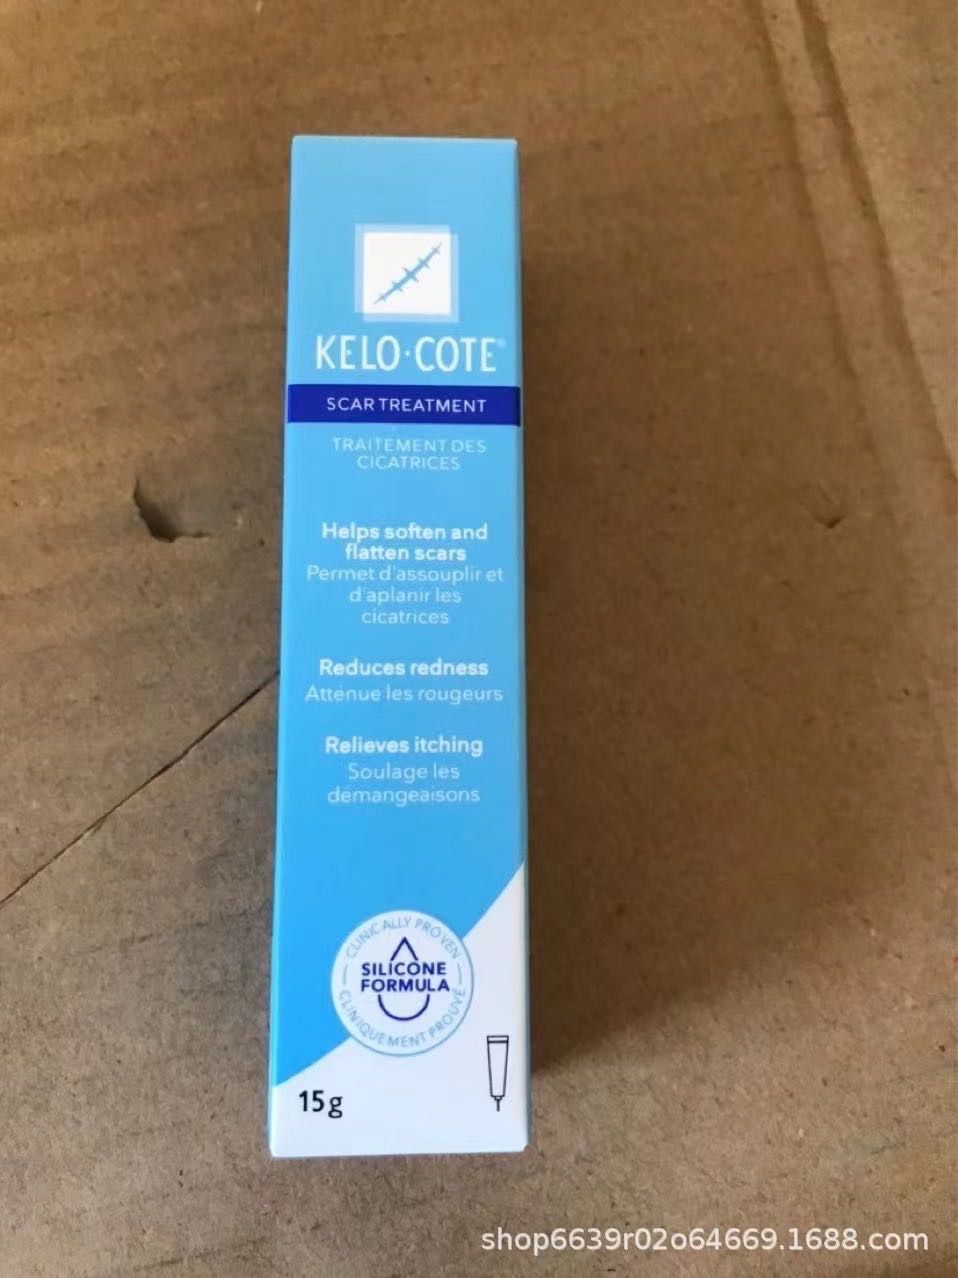 KELO·COTE®
SCAR TREATMENT
TRAITEMENT DES
CICATRICES
Helps soften and
flatten scars
Permet d'assouplir et
d'aplanir les
cicatrices
Reduces redness
Atténue les rougeurs
Relieves itching
Soulage les
démangeaisons
CLINICALLY PROVEN
SILICONE
FORMULA
CLINIQUEMENT PROUVÉ
15g
shop6639r02o64669.1688.com